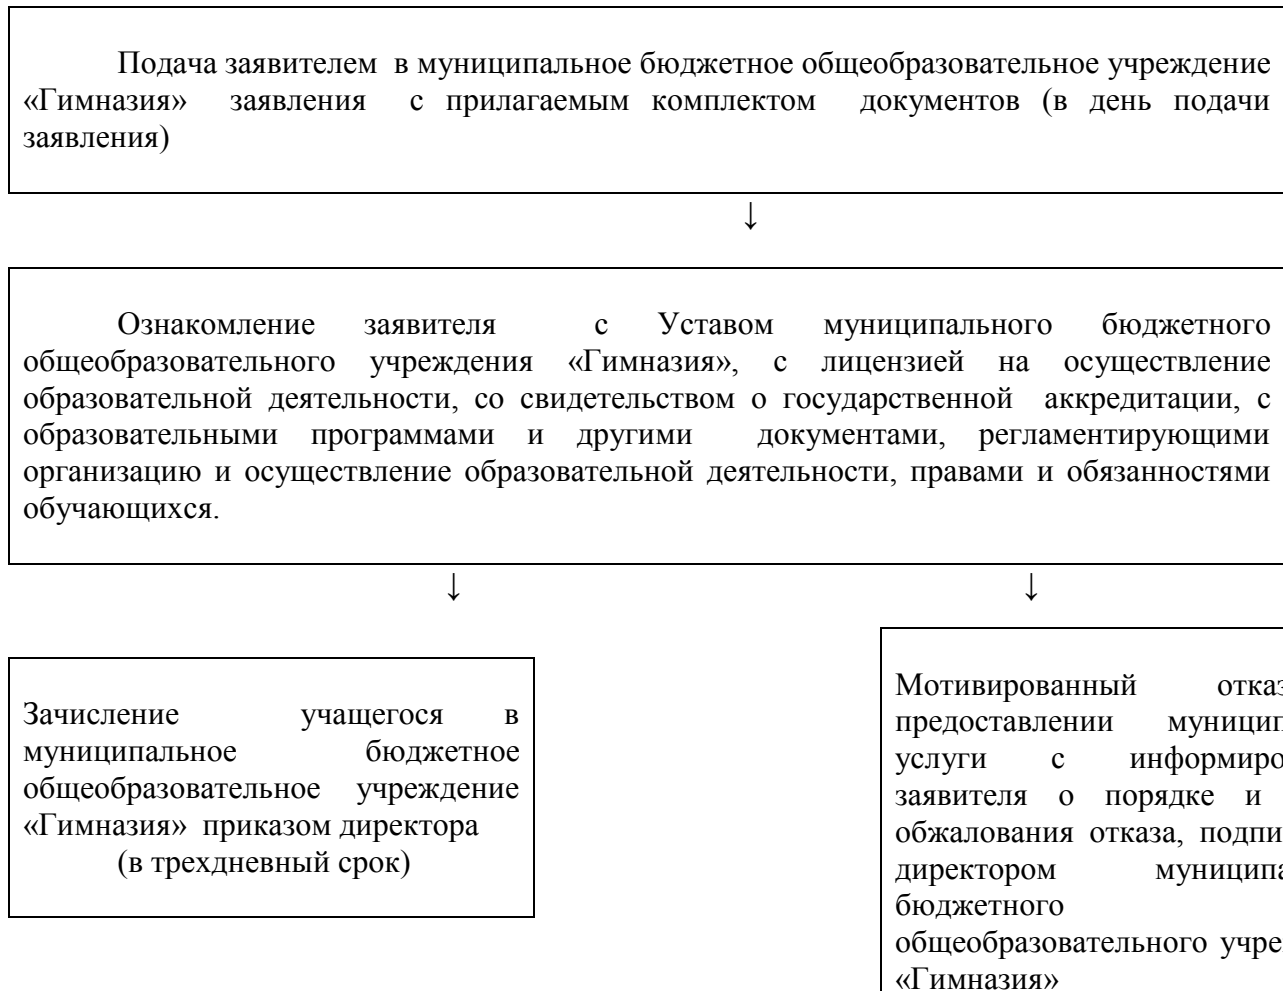 Подача заявителем в муниципальное бюджетное общеобразовательное учреждение
«Гимназия» заявления с прилагаемым комплектом документов (в день подачи
заявления)
↓
Ознакомление заявителя с Уставом муниципального бюджетного
общеобразовательного учреждения «Гимназия», с лицензией на осуществление
образовательной деятельности, со свидетельством о государственной аккредитации, с
образовательными программами и другими документами, регламентирующими
организацию и осуществление образовательной деятельности, правами и обязанностями
обучающихся.
↓ ↓
Зачисление учащегося в
муниципальное бюджетное
общеобразовательное учреждение
«Гимназия» приказом директора
(в трехдневный срок)
Мотивированный отказ
предоставлении
услуги с
заявителя о порядке и
обжалования отказа,
директором
бюджетного
общеобразовательного
«Гимназия»